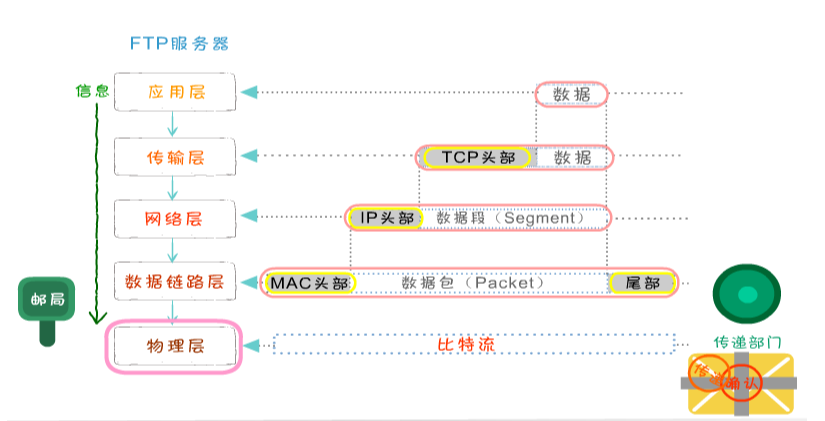 FTP服务器
信息
应用层
数据
传输层
TCP头部 数据
网络层
IP头部 数据段（Segment）
数据链路层
MAC头部 数据包（Packet） 尾部
邮局
物理层
比特流
传递部门
传递
确认